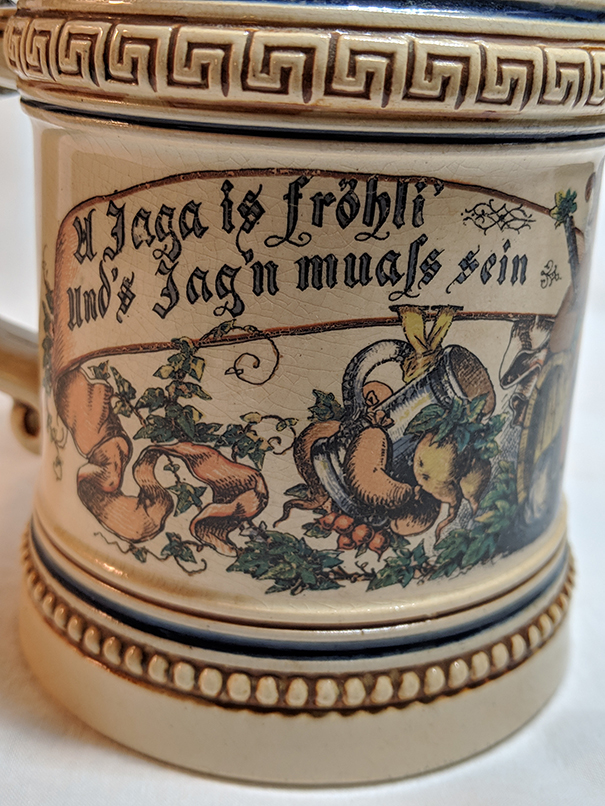 A Jaga is fröhli'
Und's Jag'n muaſs sein